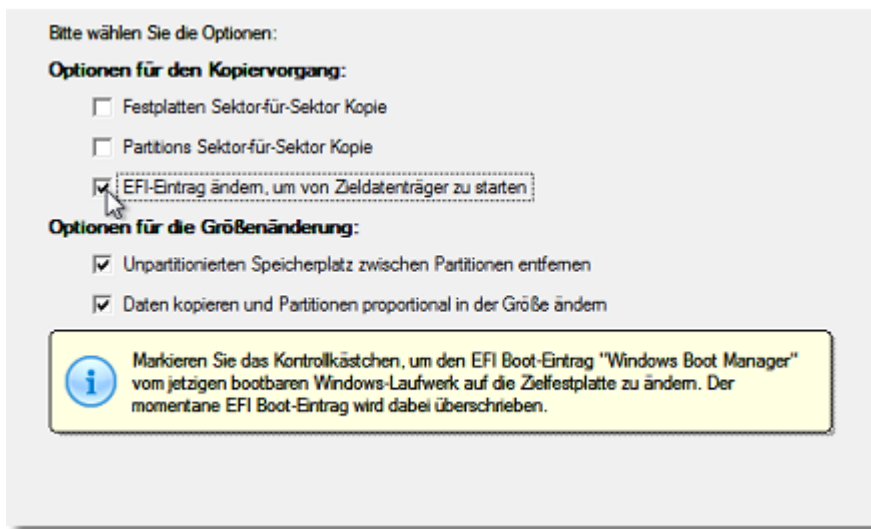 Bitte wählen Sie die Optionen:
Optionen für den Kopiervorgang:
Festplatten Sektor-für-Sektor Kopie
Partitions Sektor-für-Sektor Kopie
EFI-Eintrag ändern, um von Zieldatenträger zu starten
Optionen für die Größenänderung:
Unpartitionierten Speicherplatz zwischen Partitionen entfernen
Daten kopieren und Partitionen proportional in der Größe ändern
Markieren Sie das Kontrollkästchen, um den EFI Boot-Eintrag "Windows Boot Manager"
vom jetzigen bootbaren Windows-Laufwerk auf die Zielfestplatte zu ändern. Der
momentane EFI Boot-Eintrag wird dabei überschrieben.